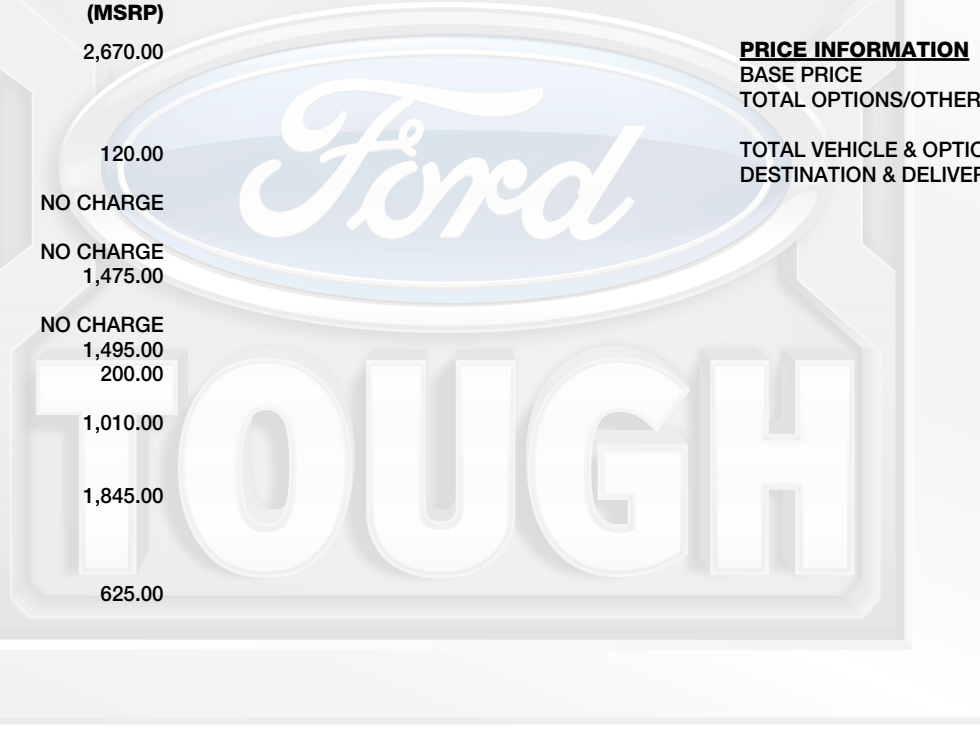 (MSRP)
2,670.00
120.00
NO CHARGE
NO CHARGE
1,475.00
NO CHARGE
1,495.00
200.00
1,010.00
1,845.00
625.00
PRICE INFORMATION
BASE PRICE
TOTAL OPTIONS/OTHER
TOTAL VEHICLE & OPTIO
DESTINATION & DELIVER
Ford
TOUGH